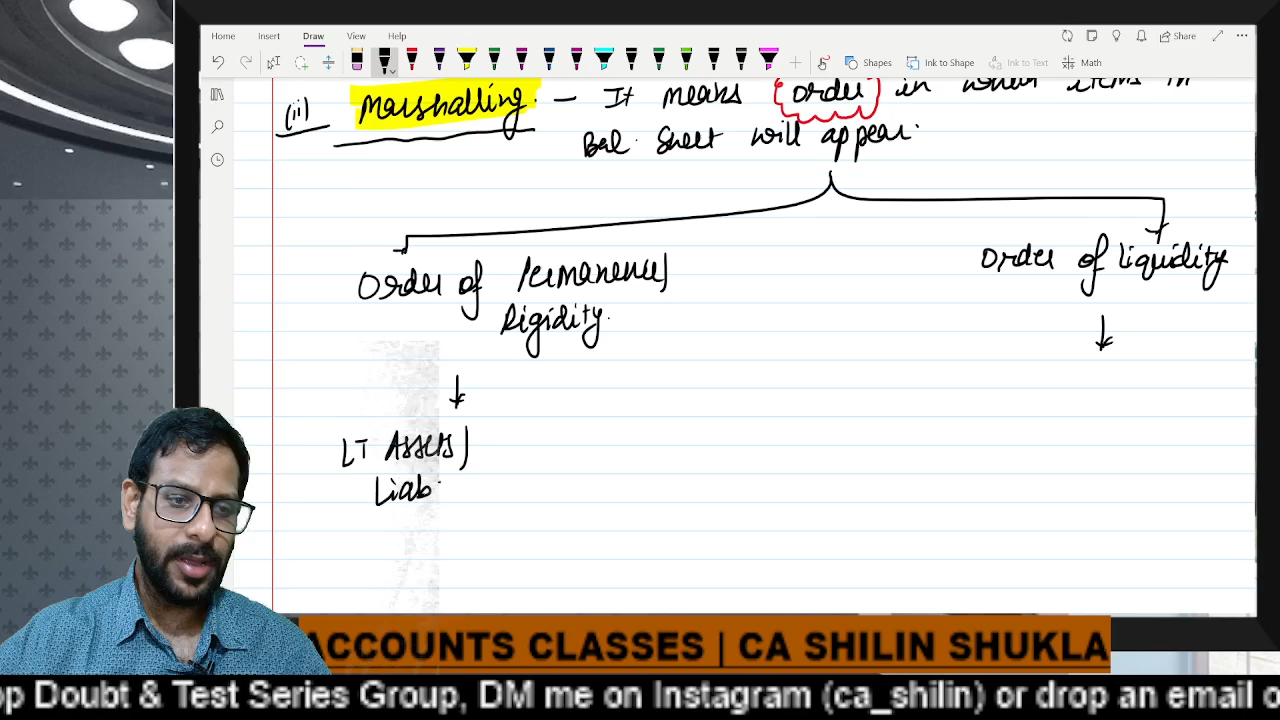 Home Insert Draw View Help
Share
Shapes Ink to Shape Ink to Text Math
(ii) Marshalling - It means order in which items in
Bal. Sheet will appear.
Order of Permanence/
Rigidity.
Order of liquidity
LT Assets/
Liab.
ACCOUNTS CLASSES | CA SHILIN SHUKLA
op Doubt & Test Series Group, DM me on Instagram (ca_shilin) or drop an email o